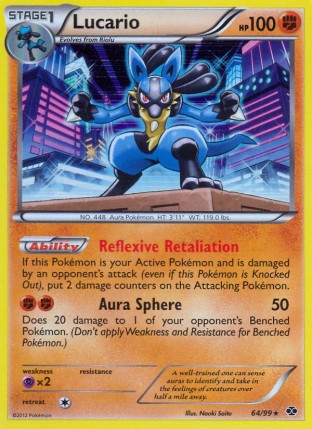 STAGE1 Lucario HP 100
Evolves from Riolu
NO. 448 Aura Pokémon HT: 3'11" WT: 119.0 lbs.
Ability Reflexive Retaliation
If this Pokémon is your Active Pokémon and is damaged
by an opponent's attack (even if this Pokémon is Knocked
Out), put 2 damage counters on the Attacking Pokémon.
Aura Sphere 50
Does 20 damage to 1 of your opponent's Benched
Pokémon. (Don't apply Weakness and Resistance for Benched
Pokémon.)
weakness resistance
×2
retreat
A well-trained one can sense
auras to identify and take in
the feelings of creatures over
half a mile away.
©2012 Pokémon Illus. Naoki Saito 64/99 ★